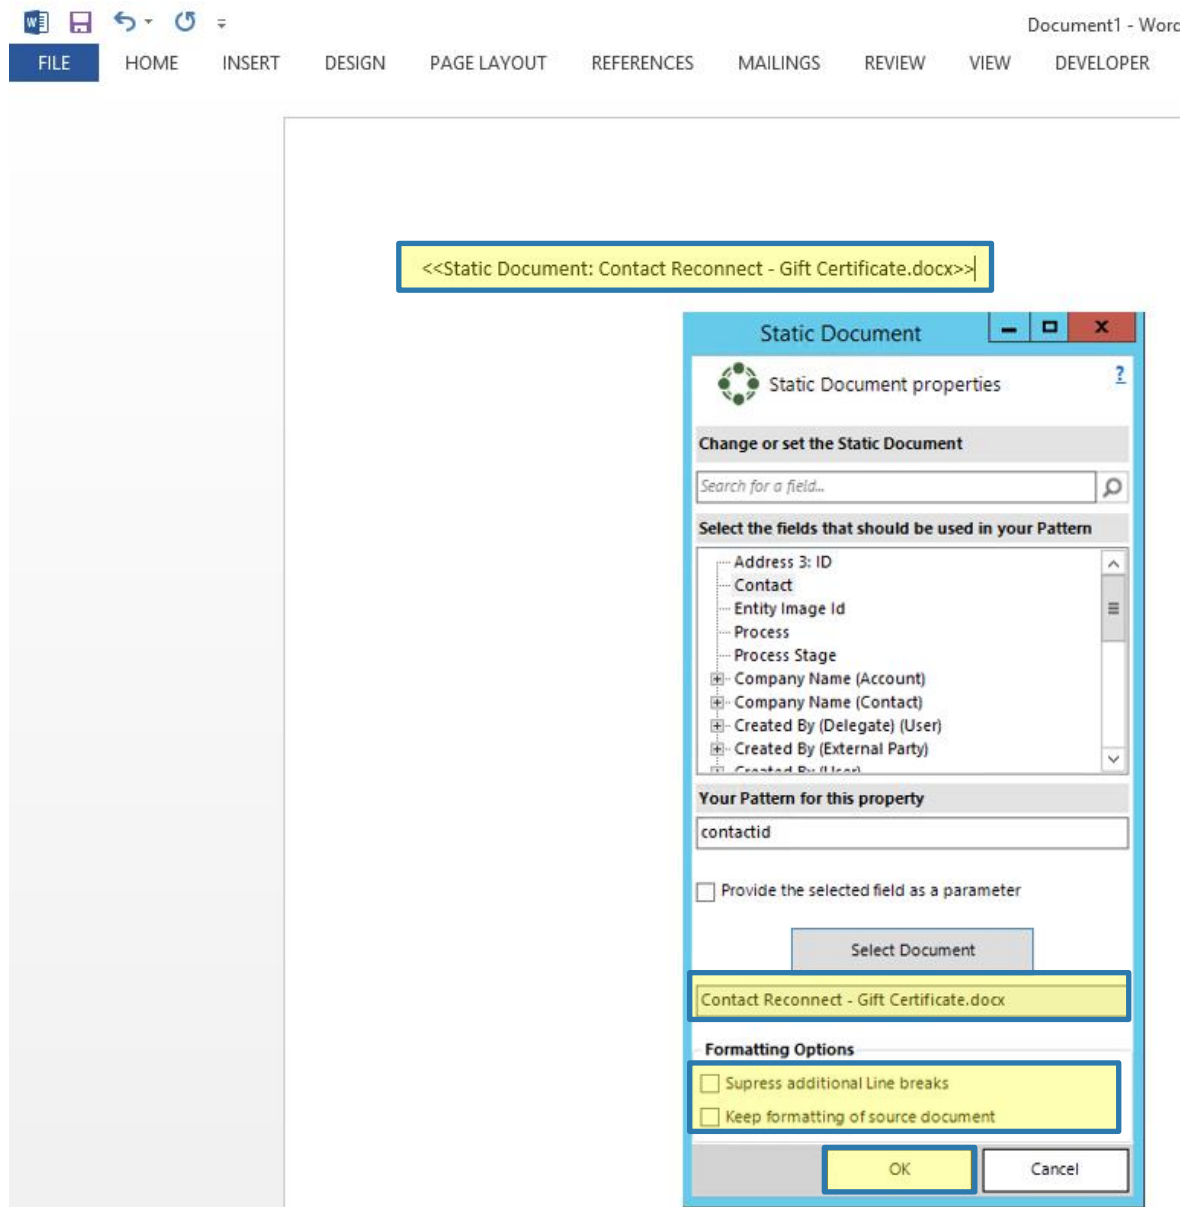 Document1 - Word
FILE HOME INSERT DESIGN PAGE LAYOUT REFERENCES MAILINGS REVIEW VIEW DEVELOPER
<<Static Document: Contact Reconnect - Gift Certificate.docx>>
Static Document
Static Document properties ?
Change or set the Static Document
Search for a field...
Select the fields that should be used in your Pattern
Address 3: ID
Contact
Entity Image Id
Process
Process Stage
Company Name (Account)
Company Name (Contact)
Created By (Delegate) (User)
Created By (External Party)
Created By (User)
Your Pattern for this property
contactid
Provide the selected field as a parameter
Select Document
Contact Reconnect - Gift Certificate.docx
Formatting Options
Supress additional Line breaks
Keep formatting of source document
OK Cancel